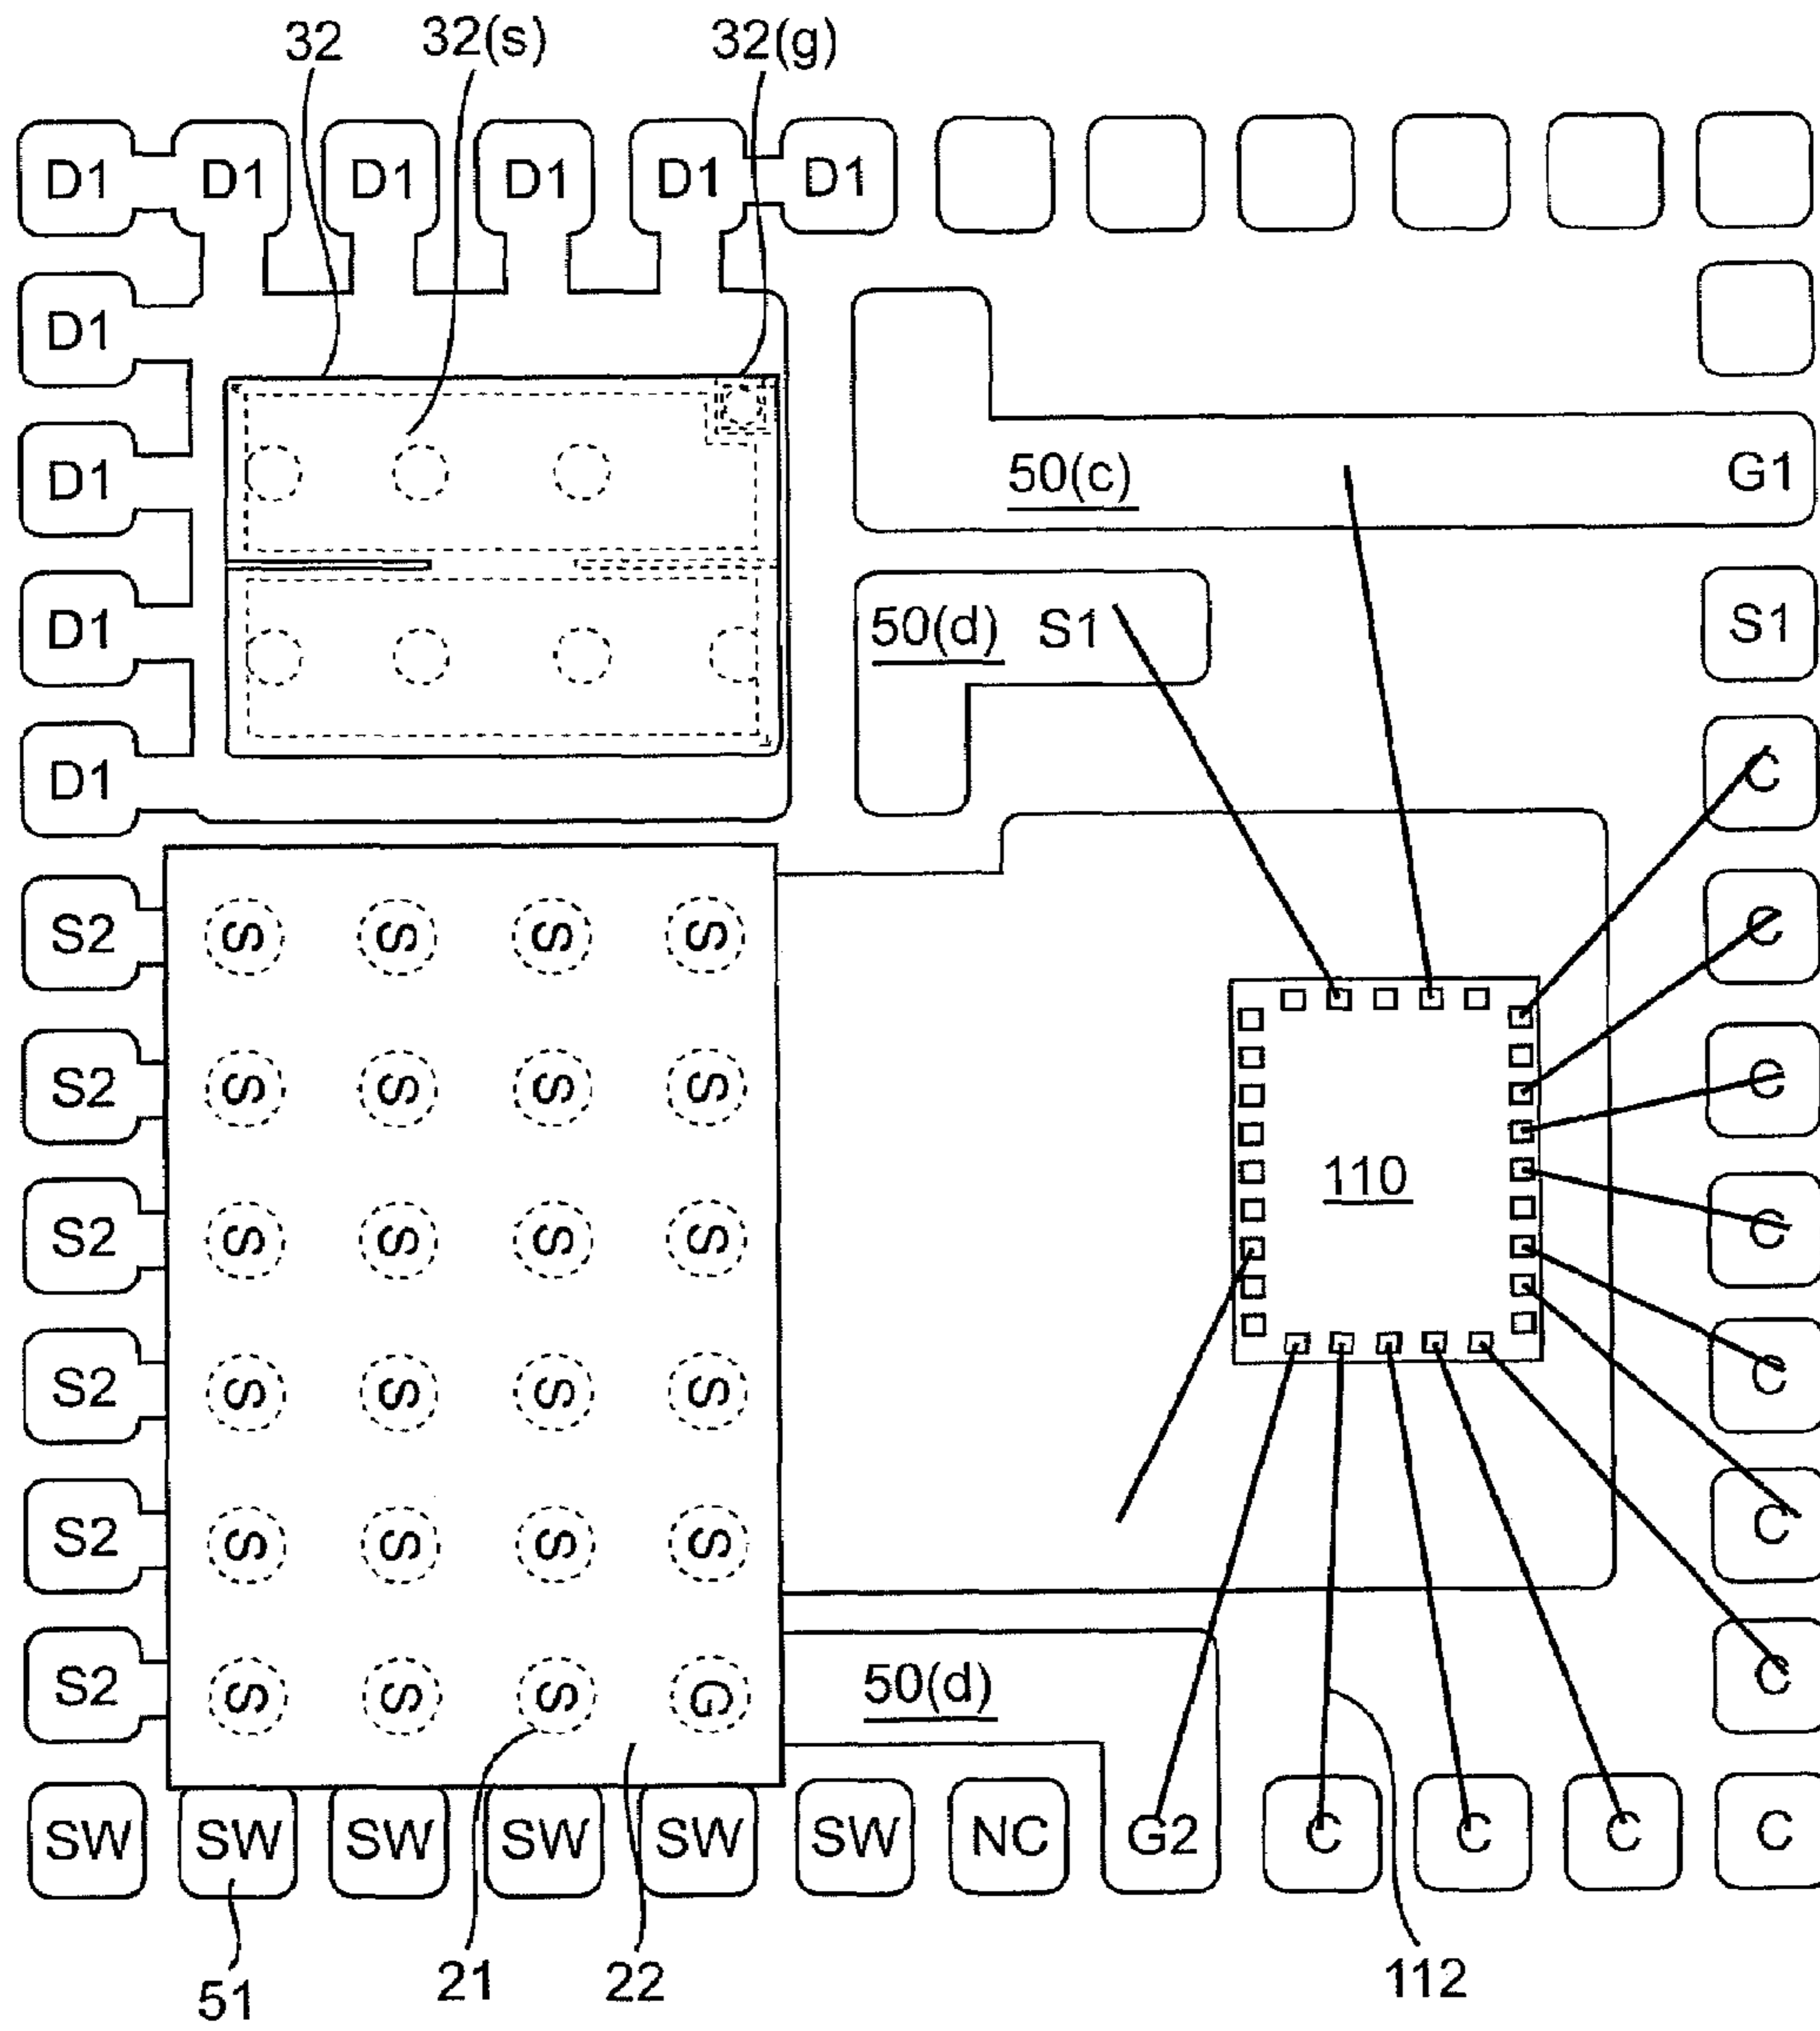 32 32(s) 32(g)
D1 D1 D1 D1 D1 D1
D1
D1 50(c) G1
D1 50(d) S1 S1
D1 C
S2 S S S S C
S2 S S S S C
110
S2 S S S S C
S2 S S S S C
S2 S S S S C
S2 S S S G 50(d) C
SW SW SW SW SW SW NC G2 C C C C
51 21 22 112